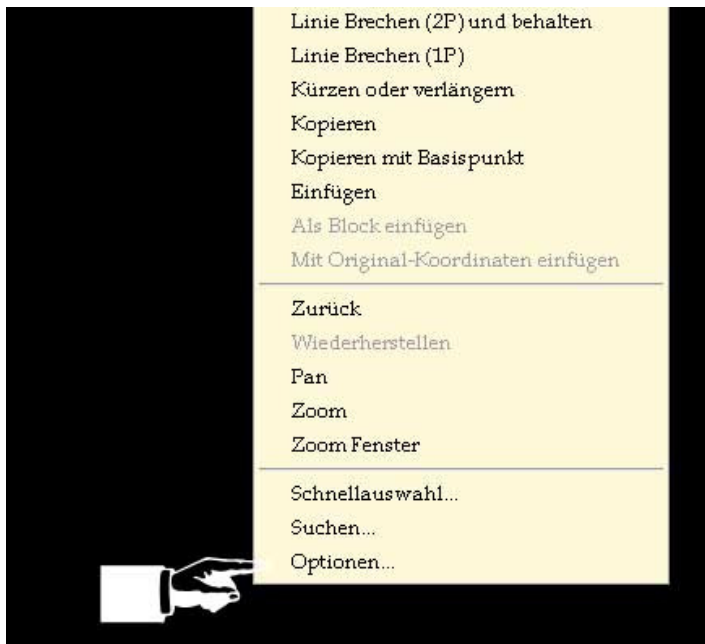 Linie Brechen (2P) und behalten
Linie Brechen (1P)
Kürzen oder verlängern
Kopieren
Kopieren mit Basispunkt
Einfügen
Als Block einfügen
Mit Original-Koordinaten einfügen
Zurück
Wiederherstellen
Pan
Zoom
Zoom Fenster
Schnellauswahl...
Suchen...
Optionen...